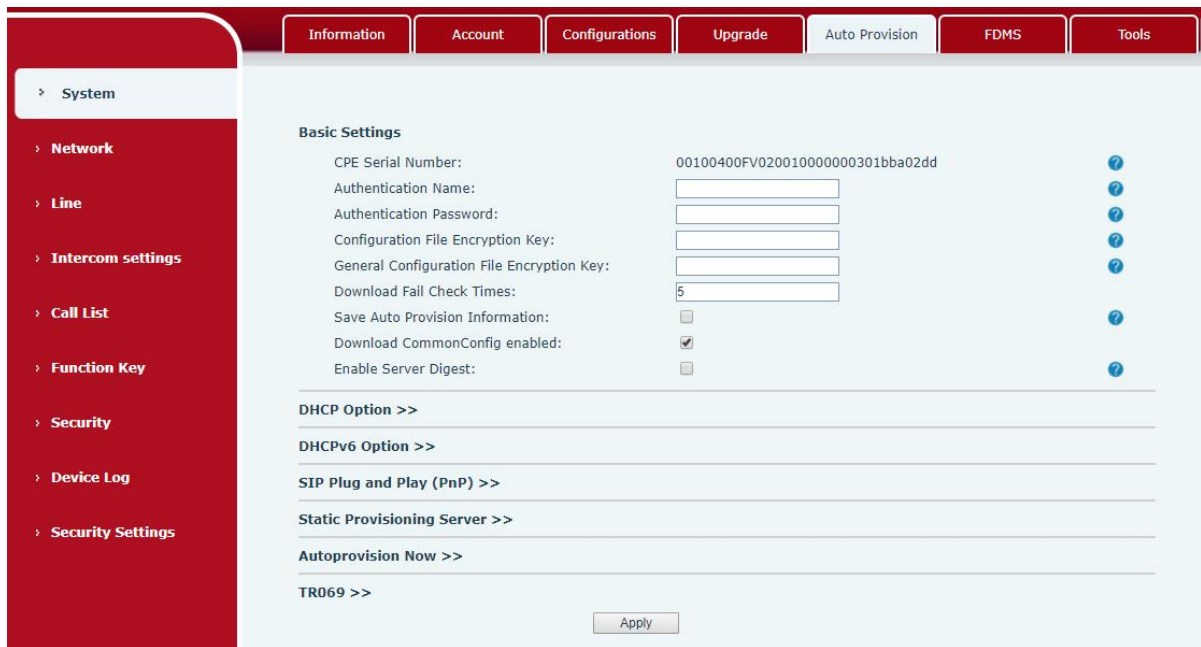 Information Account Configurations Upgrade Auto Provision FDMS Tools
System
Network
Line
Intercom settings
Call List
Function Key
Security
Device Log
Security Settings
Basic Settings
CPE Serial Number: 00100400FV020010000000301bba02dd
Authentication Name:
Authentication Password:
Configuration File Encryption Key:
General Configuration File Encryption Key:
Download Fail Check Times: 5
Save Auto Provision Information:
Download CommonConfig enabled:
Enable Server Digest:
DHCP Option >>
DHCPv6 Option >>
SIP Plug and Play (PnP) >>
Static Provisioning Server >>
Autoprovision Now >>
TR069 >>
Apply